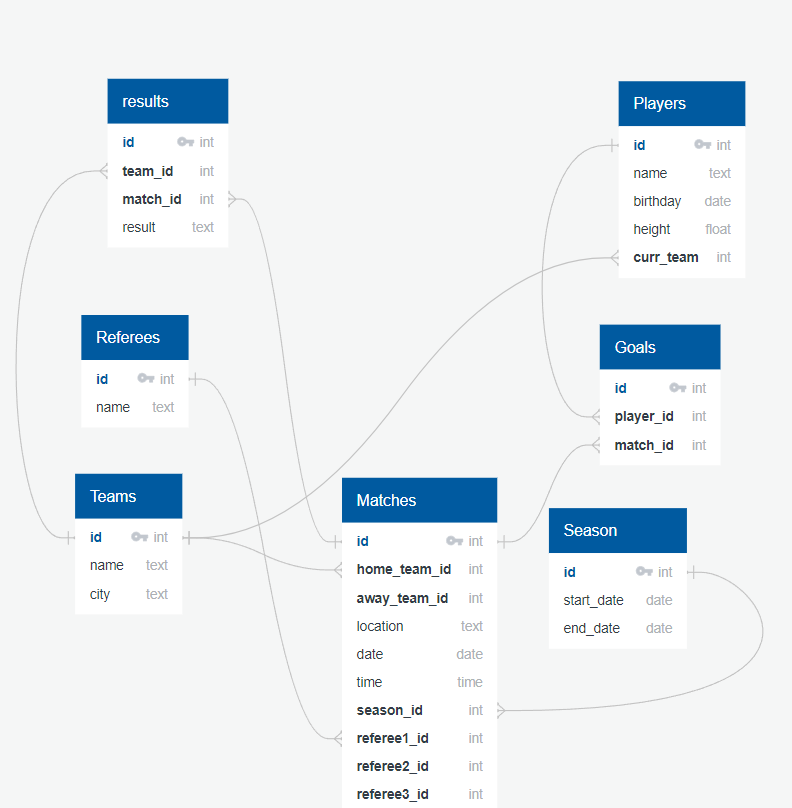 results
id int
team_id int
match_id int
result text
Players
id int
name text
birthday date
height float
curr_team int
Referees
id int
name text
Goals
id int
player_id int
match_id int
Teams
id int
name text
city text
Matches
id int
home_team_id int
away_team_id int
location text
date date
time time
season_id int
referee1_id int
referee2_id int
referee3_id int
Season
id int
start_date date
end_date date